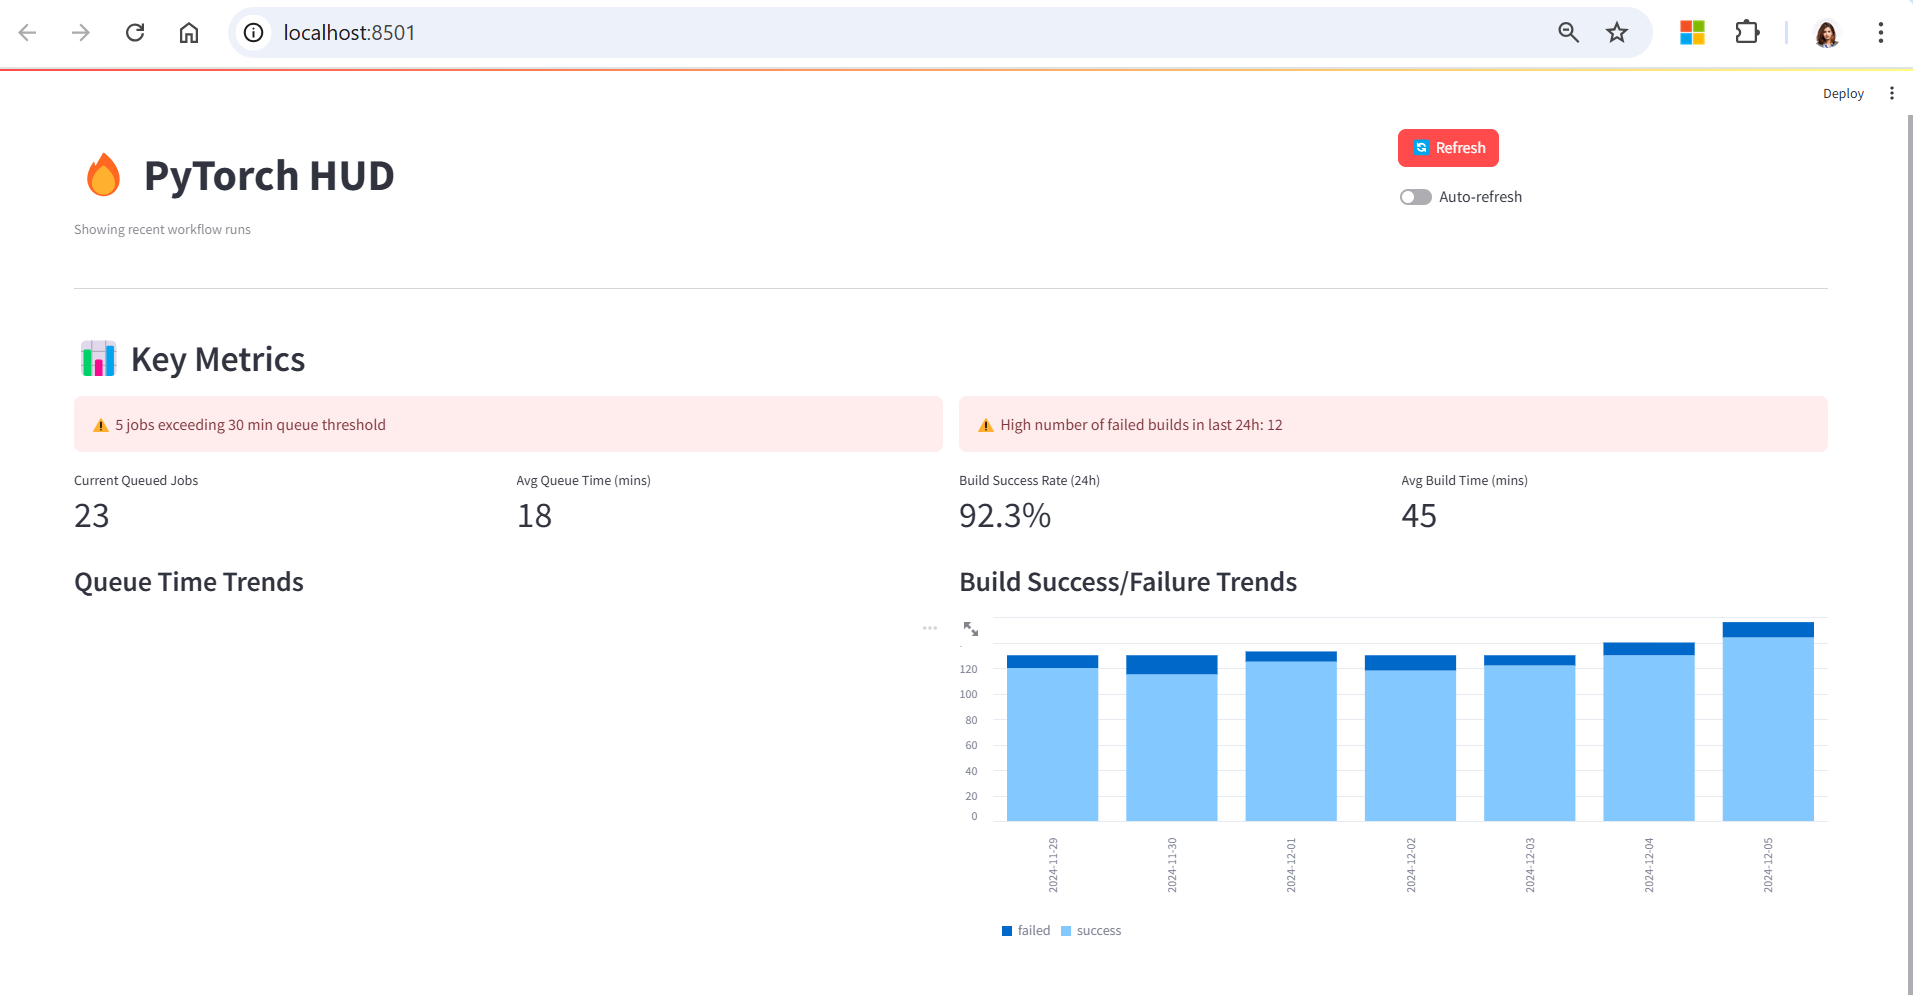 localhost:8501
Deploy
PyTorch HUD
Refresh
Auto-refresh
Showing recent workflow runs
Key Metrics
5 jobs exceeding 30 min queue threshold
High number of failed builds in last 24h: 12
Current Queued Jobs
23
Avg Queue Time (mins)
18
Build Success Rate (24h)
92.3%
Avg Build Time (mins)
45
Queue Time Trends
Build Success/Failure Trends
120
100
80
60
40
20
0
2024-11-29
2024-11-30
2024-12-01
2024-12-02
2024-12-03
2024-12-04
2024-12-05
failed
success